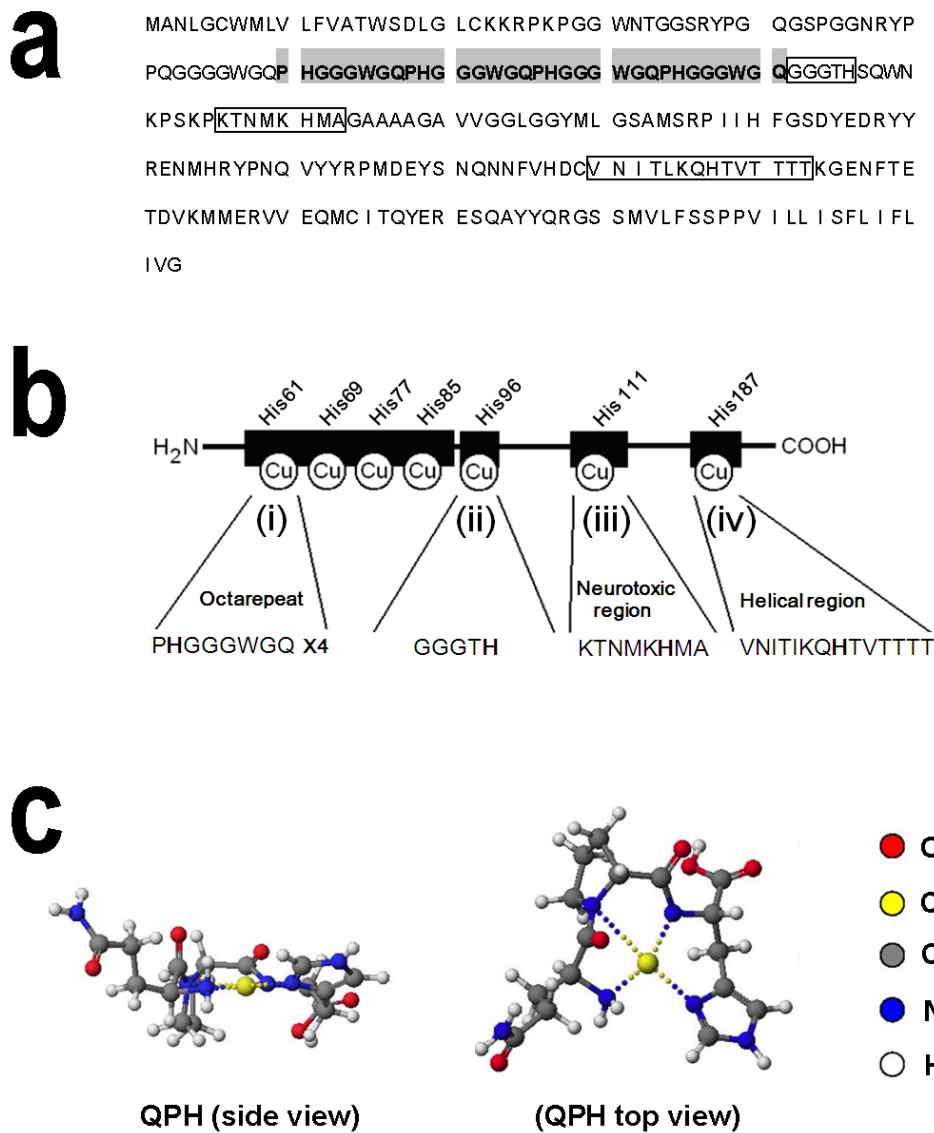 a
MANLGCWMLV LFVATWSDLG LCKKRPKPGG WNTGGSRYPG QGSPGGNRYP
PQGGGGWGQP HGGGWGQPHG GGWGQPHGGG WGQPHGGGWG QGGGTHSQWN
KPSKPKTNMK HMAGAAAAGA VVGGLGGYML GSAMSRPIIH FGSDYEDRYY
RENMHRYPNQ VYYRPMDEYS NQNNFVHDCV NITLKQHTVT TTTKGENFTE
TDVKMMERVV EQMCITQYER ESQAYYQRGS SMVLFSSPPV ILLISFLIFL
IVG
b
His61 His69 His77 His85 His96 His111 His187
H2N COOH
Cu Cu Cu Cu Cu Cu Cu
(i) (ii) (iii) (iv)
Octarepeat Neurotoxic region Helical region
PHGGGWGQ X4 GGGTH KTNMKHMA VNITIKQHTVTTTT
c
O
C
C
N
H
QPH (side view) (QPH top view)